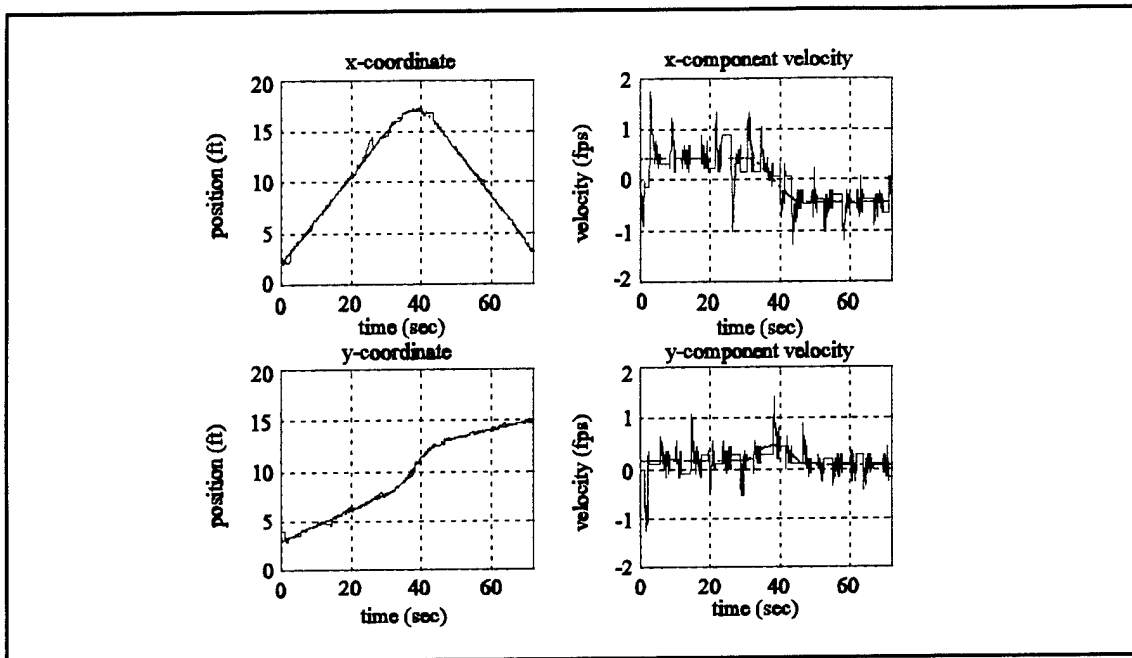 x-coordinate
20
15
10
5
0
position (ft)
0 20 40 60
time (sec)
x-component velocity
2
1
0
-1
-2
velocity (fps)
0 20 40 60
time (sec)
y-coordinate
20
15
10
5
0
position (ft)
0 20 40 60
time (sec)
y-component velocity
2
1
0
-1
-2
velocity (fps)
0 20 40 60
time (sec)